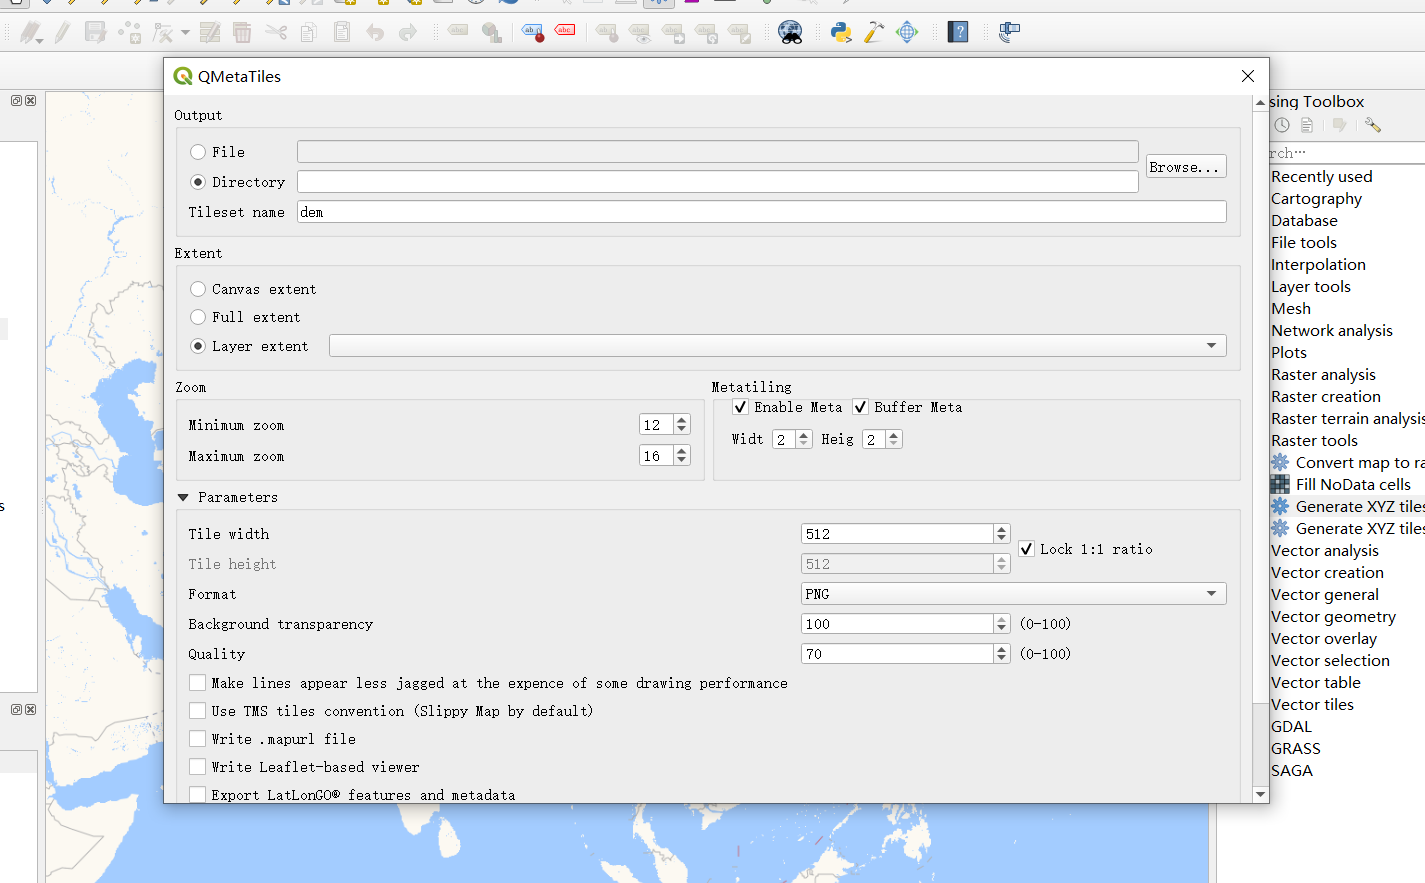 QMetaTiles
Output
File
Browse...
Directory
Tileset name dem
Extent
Canvas extent
Full extent
Layer extent
Zoom
Minimum zoom 12
Maximum zoom 16
Metatiling
Enable Meta Buffer Meta
Widt 2 Heig 2
Parameters
Tile width 512
Lock 1:1 ratio
Tile height 512
Format PNG
Background transparency 100 (0-100)
Quality 70 (0-100)
Make lines appear less jagged at the expence of some drawing performance
Use TMS tiles convention (Slippy Map by default)
Write .mapurl file
Write Leaflet-based viewer
Export LatLonGO® features and metadata
sing Toolbox
rch…
Recently used
Cartography
Database
File tools
Interpolation
Layer tools
Mesh
Network analysis
Plots
Raster analysis
Raster creation
Raster terrain analysis
Raster tools
Convert map to ra
Fill NoData cells
Generate XYZ tiles
Generate XYZ tiles
Vector analysis
Vector creation
Vector general
Vector geometry
Vector overlay
Vector selection
Vector table
Vector tiles
GDAL
GRASS
SAGA
s
abc